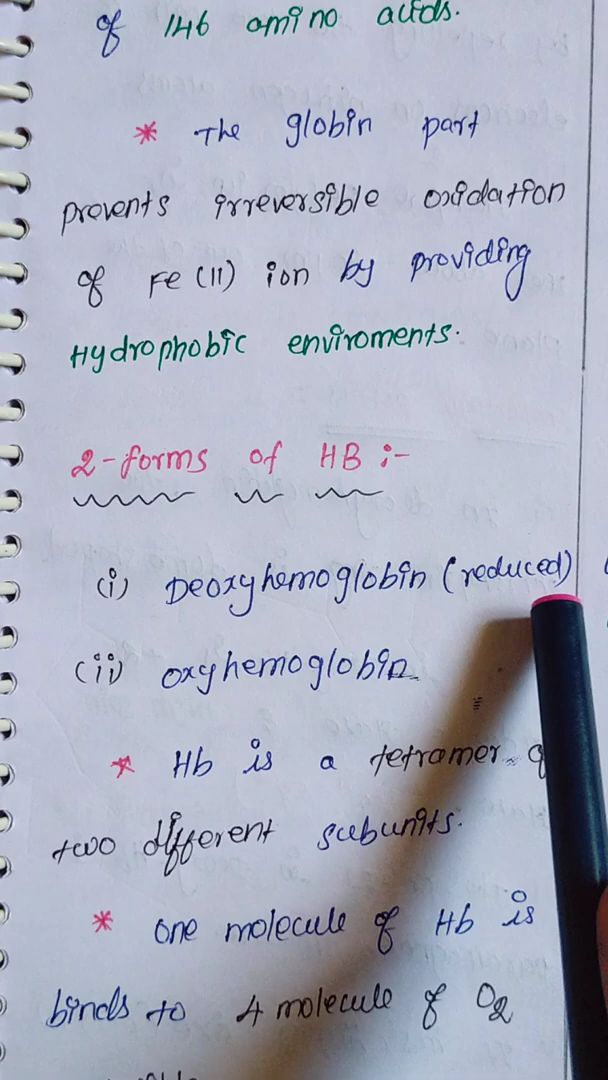 of 146 amino acids.
* The globin part
prevents irreversible oxidation
of Fe (II) ion by providing
Hydrophobic enviroments.
2-forms of HB :-
(i) Deoxyhemoglobin (reduced)
(ii) oxyhemoglobin
* Hb is a tetramer
two different subunits.
* one molecule of Hb is
binds to 4 molecule of O2